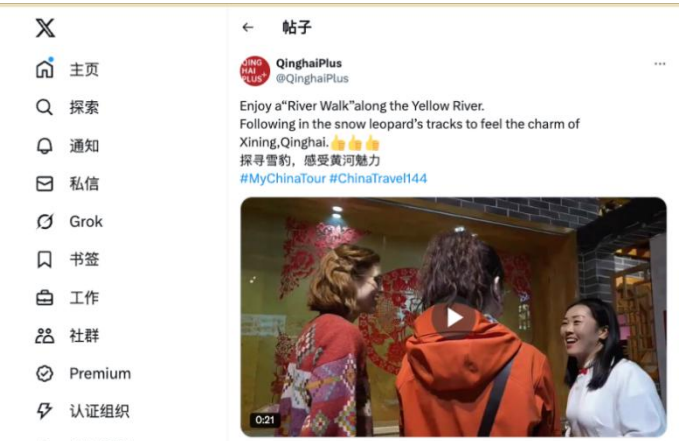 X
主页
探索
通知
私信
Grok
书签
工作
社群
Premium
认证组织
帖子
QING
HAI
PLUS+
QinghaiPlus
@QinghaiPlus
Enjoy a“River Walk”along the Yellow River.
Following in the snow leopard’s tracks to feel the charm of
Xining,Qinghai.👍👍👍
探寻雪豹，感受黄河魅力
#MyChinaTour #ChinaTravel144
0:21